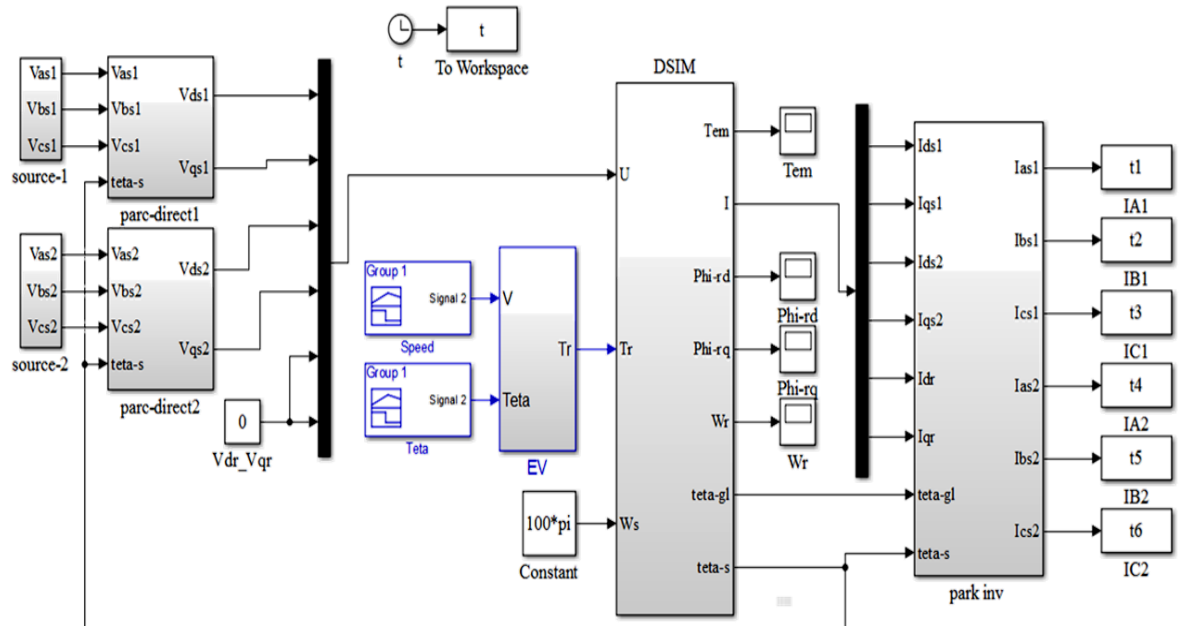 t
t
To Workspace
Vas1
Vbs1
Vcs1
source-1
Vas1
Vbs1
Vcs1
teta-s
Vds1
Vqs1
parc-direct1
Vas2
Vbs2
Vcs2
source-2
Vas2
Vbs2
Vcs2
teta-s
Vds2
Vqs2
parc-direct2
0
Vdr_Vqr
Group 1
Signal 2
Speed
Group 1
Signal 2
Teta
V
Teta
Tr
EV
100*pi
Constant
DSIM
U
Tr
Ws
Tem
I
Phi-rd
Phi-rq
Wr
teta-gl
teta-s
Tem
Phi-rd
Phi-rq
Wr
Ids1
Iqs1
Ids2
Iqs2
Idr
Iqr
teta-gl
teta-s
Ias1
Ibs1
Ics1
Ias2
Ibs2
Ics2
park inv
t1
IA1
t2
IB1
t3
IC1
t4
IA2
t5
IB2
t6
IC2